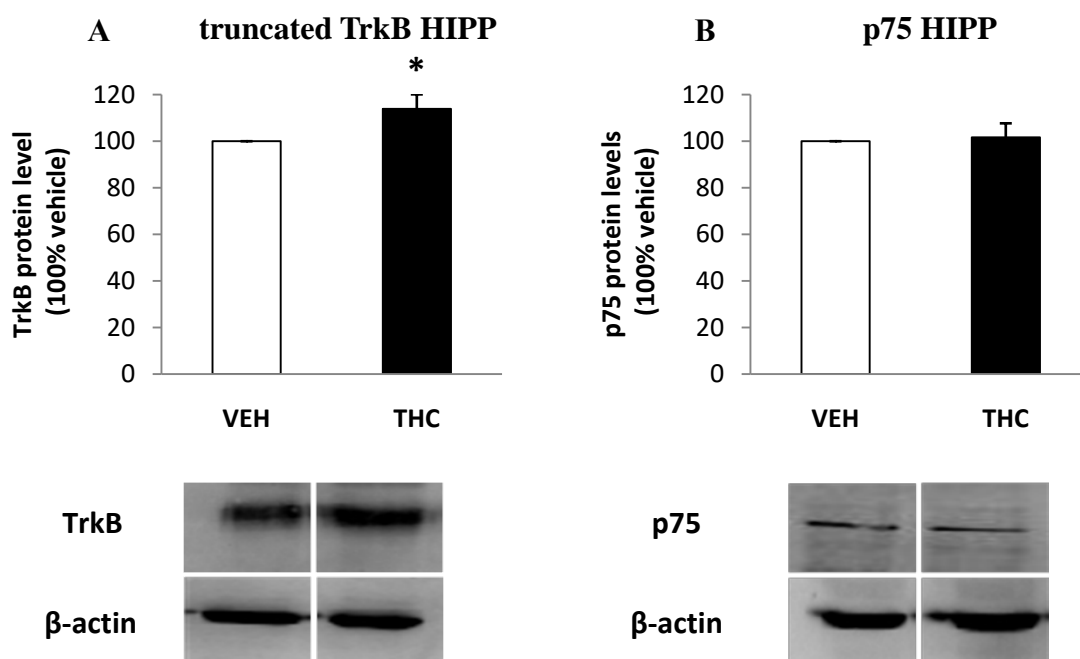 A truncated TrkB HIPP
*
TrkB protein level
(100% vehicle)
120
100
80
60
40
20
0
VEH THC
TrkB
β-actin
B p75 HIPP
p75 protein levels
(100% vehicle)
120
100
80
60
40
20
0
VEH THC
p75
β-actin